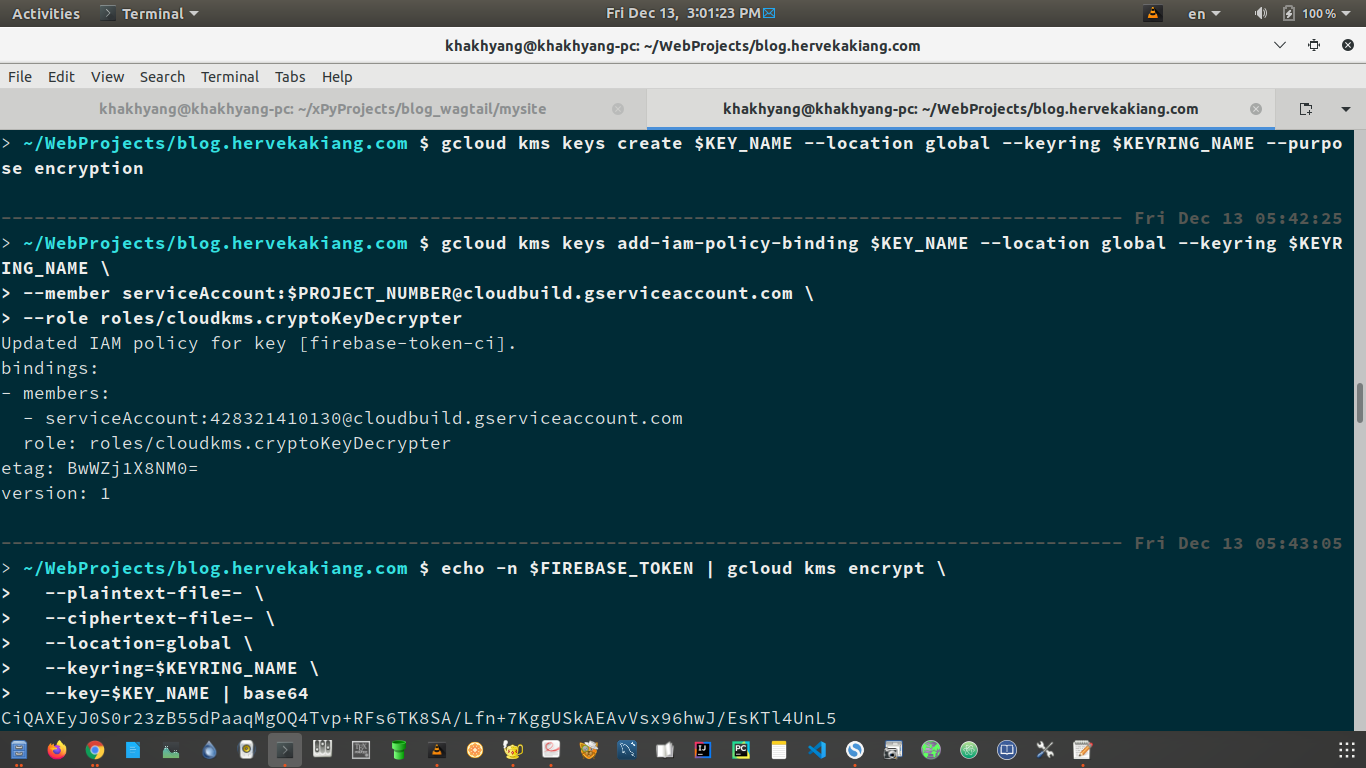 Activities Terminal Fri Dec 13, 3:01:23 PM en 100 %
khakhyang@khakhyang-pc: ~/WebProjects/blog.hervekakiang.com
File Edit View Search Terminal Tabs Help
khakhyang@khakhyang-pc: ~/xPyProjects/blog_wagtail/mysite khakhyang@khakhyang-pc: ~/WebProjects/blog.hervekakiang.com
> ~/WebProjects/blog.hervekakiang.com $ gcloud kms keys create $KEY_NAME --location global --keyring $KEYRING_NAME --purpo
se encryption
------------------------------------------------------------------------------------------------------ Fri Dec 13 05:42:25
> ~/WebProjects/blog.hervekakiang.com $ gcloud kms keys add-iam-policy-binding $KEY_NAME --location global --keyring $KEYR
ING_NAME \
> --member serviceAccount:$PROJECT_NUMBER@cloudbuild.gserviceaccount.com \
> --role roles/cloudkms.cryptoKeyDecrypter
Updated IAM policy for key [firebase-token-ci].
bindings:
- members:
  - serviceAccount:428321410130@cloudbuild.gserviceaccount.com
  role: roles/cloudkms.cryptoKeyDecrypter
etag: BwWZj1X8NM0=
version: 1
------------------------------------------------------------------------------------------------------ Fri Dec 13 05:43:05
> ~/WebProjects/blog.hervekakiang.com $ echo -n $FIREBASE_TOKEN | gcloud kms encrypt \
>   --plaintext-file=- \
>   --ciphertext-file=- \
>   --location=global \
>   --keyring=$KEYRING_NAME \
>   --key=$KEY_NAME | base64
CiQAXEyJ0S0r23zB55dPaaqMgOQ4Tvp+RFs6TK8SA/Lfn+7KggUSkAEAvVsx96hwJ/EsKTl4UnL5